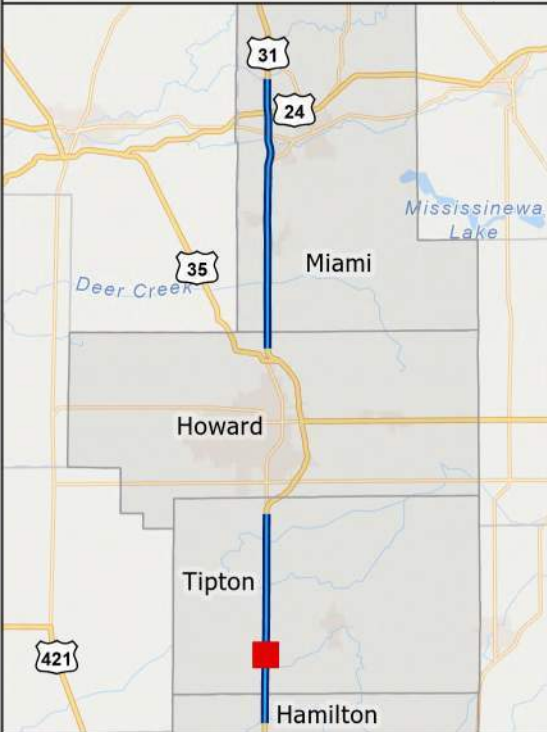 31
24
Mississinewa
Lake
Miami
35
Deer Creek
Howard
Tipton
421
Hamilton